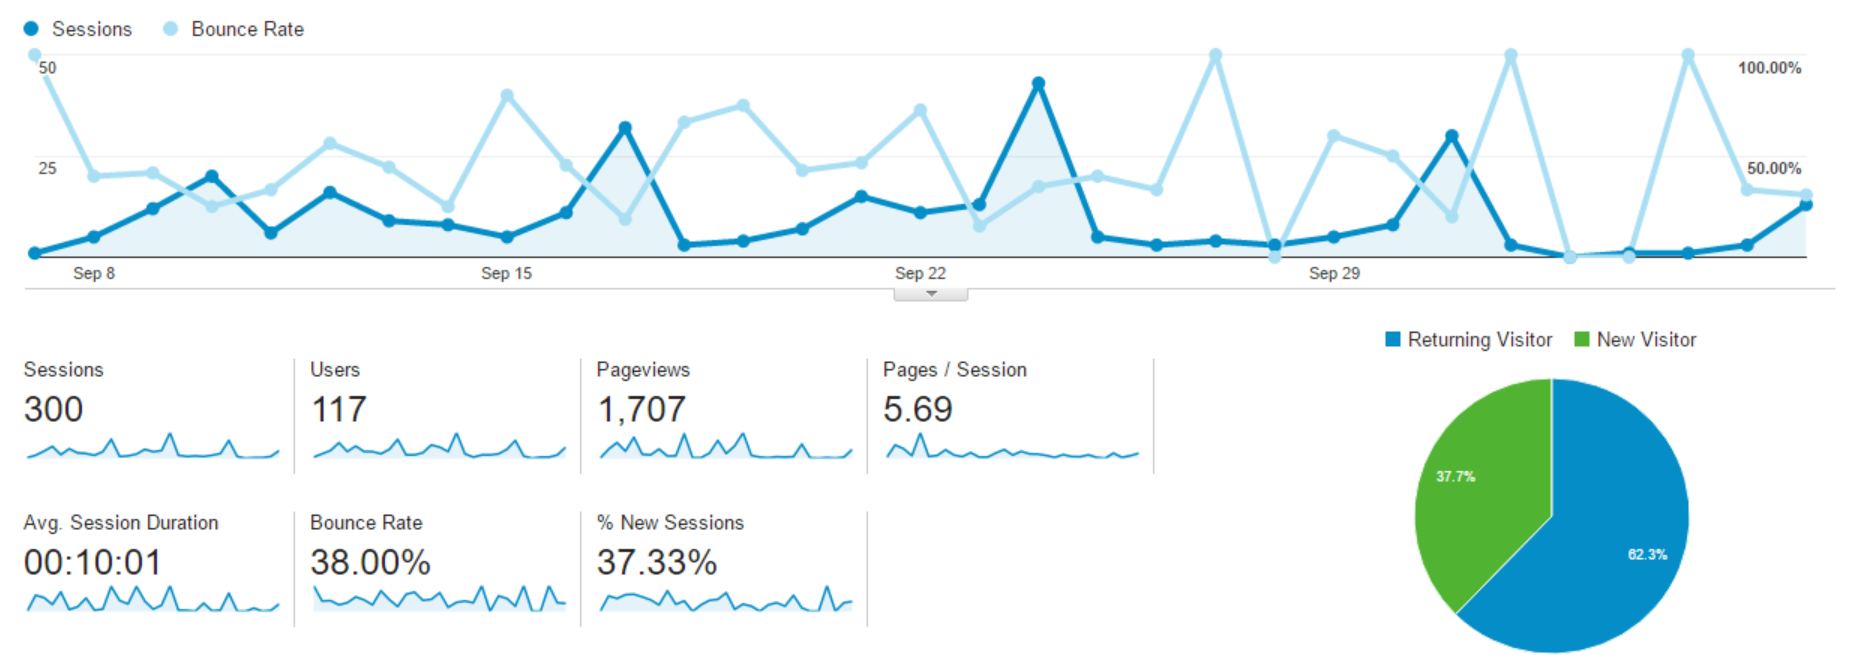 Sessions Bounce Rate
50 100.00%
25 50.00%
Sep 8 Sep 15 Sep 22 Sep 29
Returning Visitor New Visitor
Sessions Users Pageviews Pages / Session
300 117 1,707 5.69
37.7%
Avg. Session Duration Bounce Rate % New Sessions
00:10:01 38.00% 37.33%
62.3%